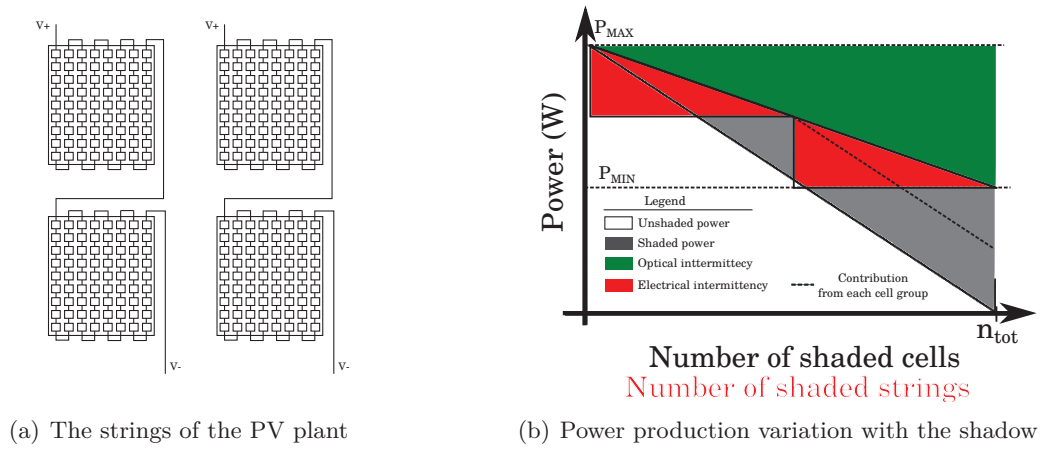 V+
V+
V-
V-
(a) The strings of the PV plant
P_MAX
Power (W)
P_MIN
Legend
Unshaded power
Shaded power
Optical inttermittecy
Electrical intermittency
Contribution
from each cell group
n_tot
Number of shaded cells
Number of shaded strings
(b) Power production variation with the shadow